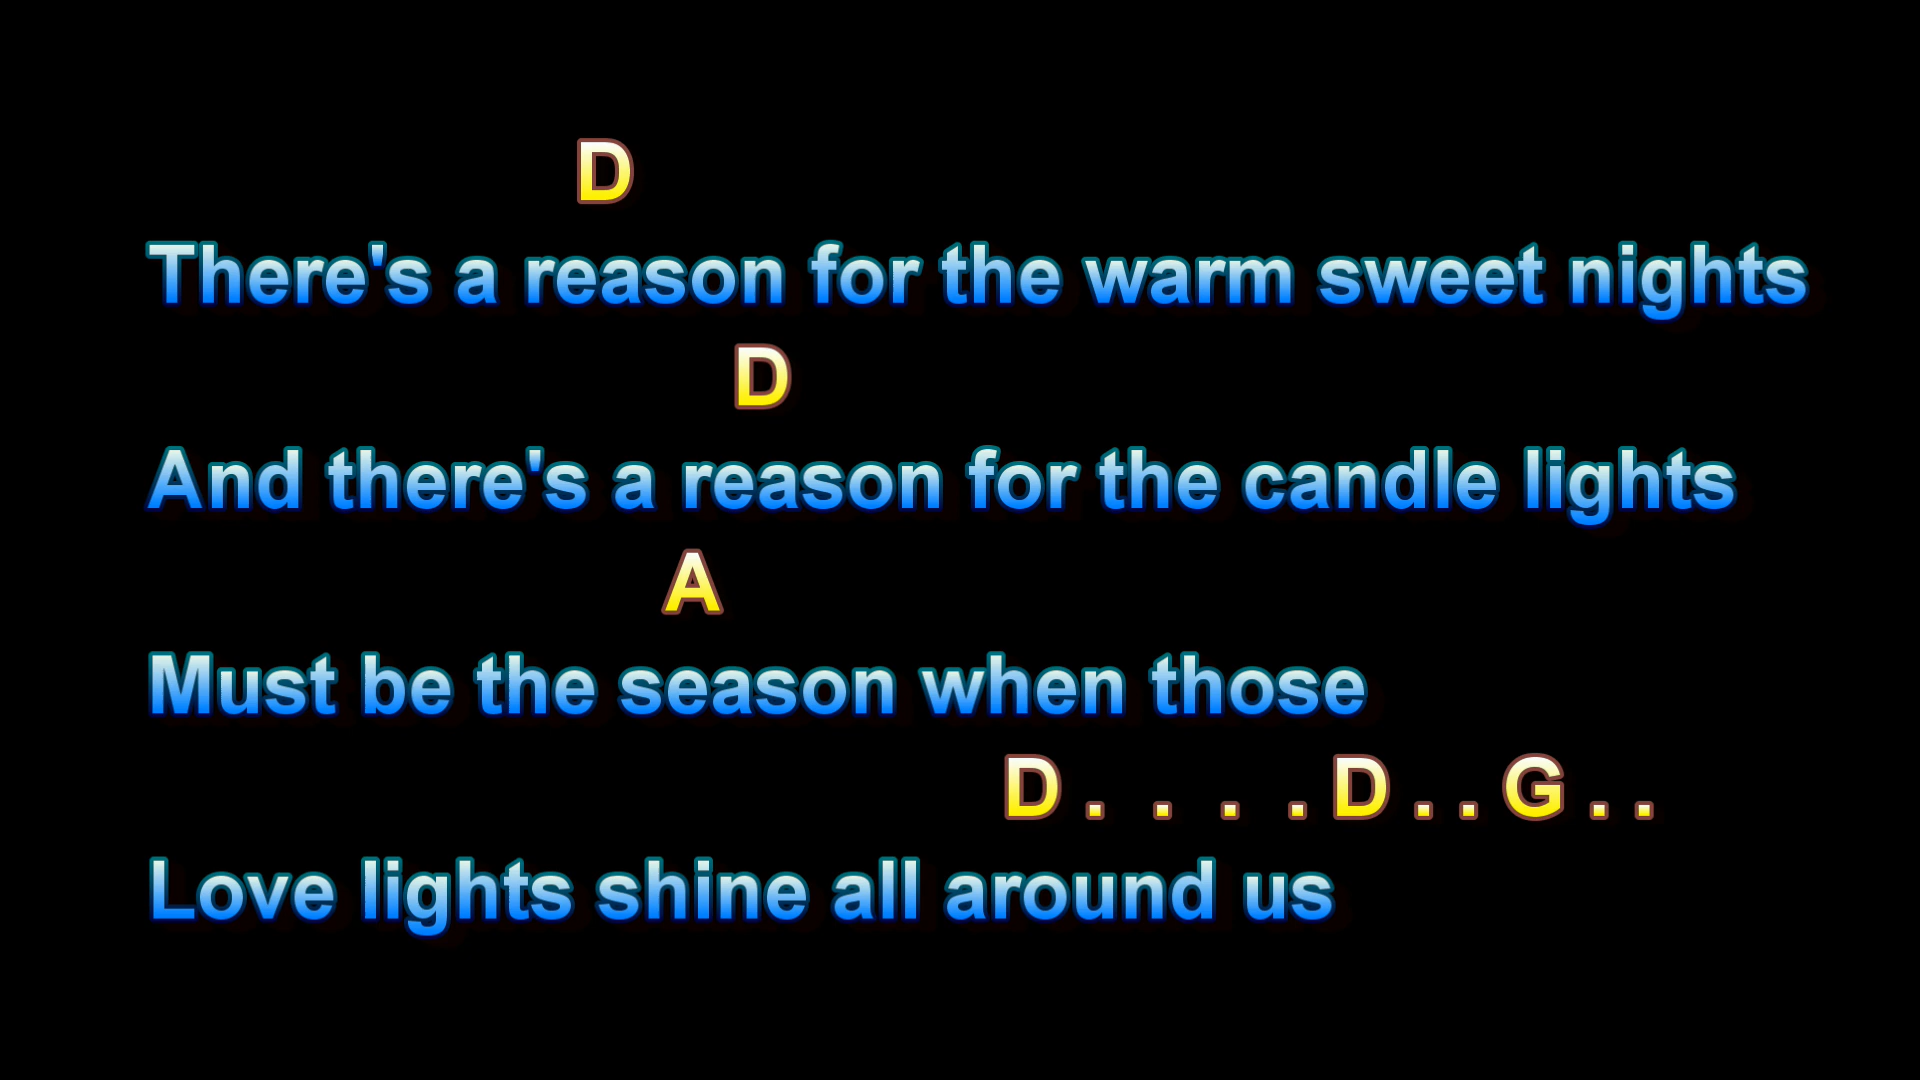 D
There's a reason for the warm sweet nights
D
And there's a reason for the candle lights
A
Must be the season when those
D . . . . D . . G . .
Love lights shine all around us